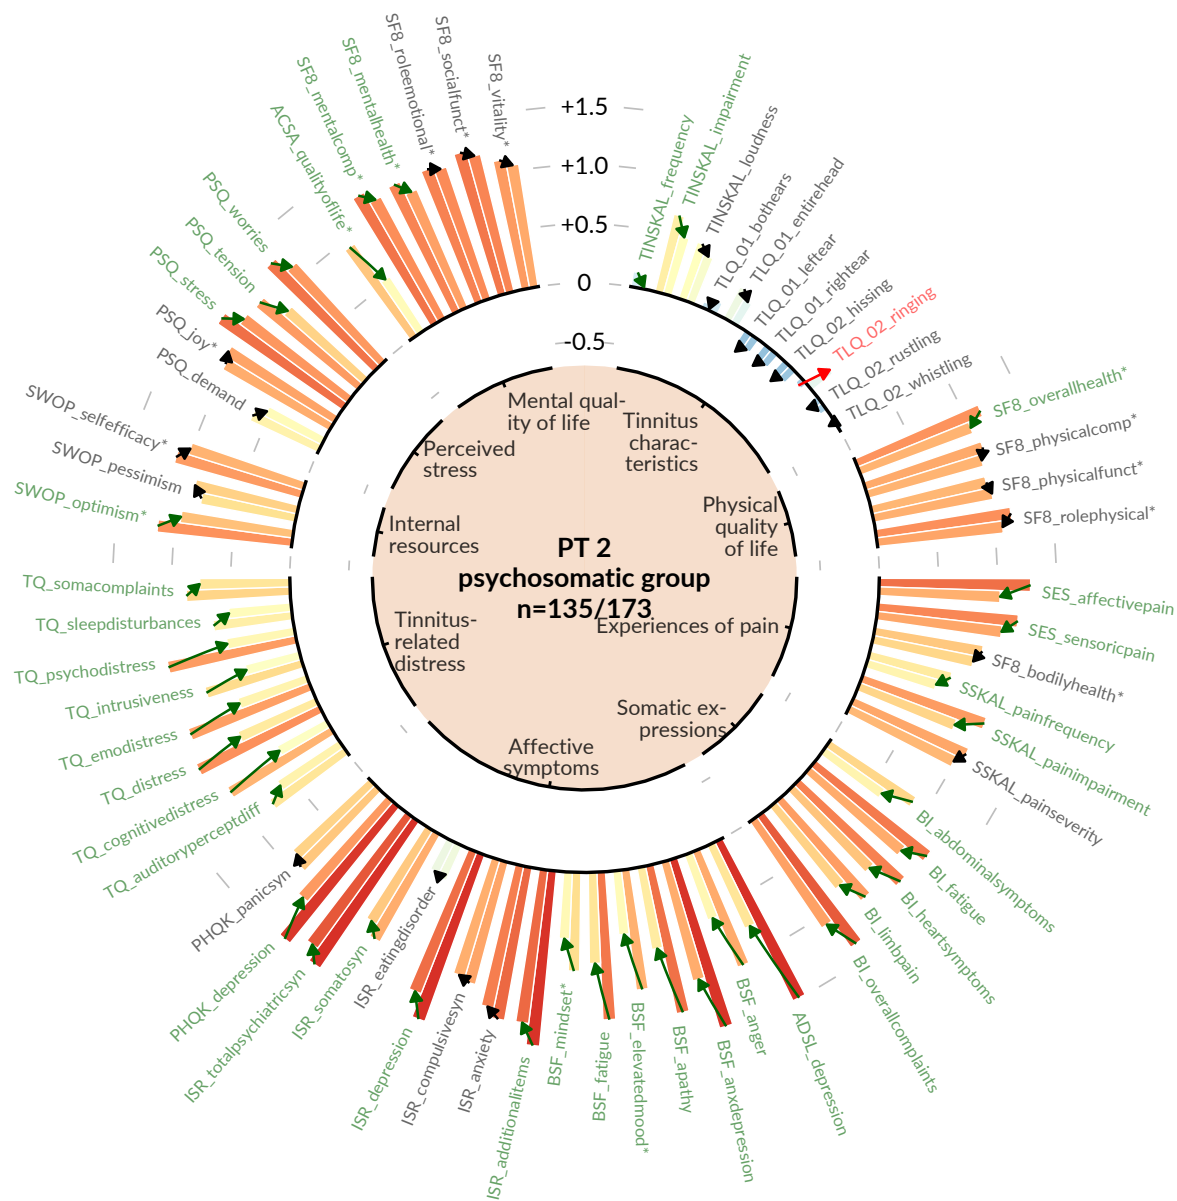 +1.5
+1.0
+0.5
0
-0.5
TINSKAL_frequency
TINSKAL_impairment
TINSKAL_loudness
TLQ_01_bothears
TLQ_01_entirehead
TLQ_01_leftear
TLQ_01_rightear
TLQ_02_hissing
TLQ_02_ringing
TLQ_02_rustling
TLQ_02_whistling
SF8_overallhealth*
SF8_physicalcomp*
SF8_physicalfunct*
SF8_rolephysical*
SES_affectivepain
SES_sensoricpain
SF8_bodilyhealth*
SSKAL_painfrequency
SSKAL_painimpairment
SSKAL_painseverity
BI_abdominalsymptoms
BI_fatigue
BI_heartsymptoms
BI_limbpain
BI_overallcomplaints
ADSL_depression
BSF_anger
BSF_anxdepression
BSF_apathy
BSF_elevatedmood*
BSF_fatigue
BSF_mindset*
ISR_additionalitems
ISR_anxiety
ISR_compulsivesyn
ISR_depression
ISR_eatingdisorder
ISR_somatosyn
ISR_totalpsychiatricsyn
PHQK_depression
PHQK_panicsyn
TQ_auditoryperceptdiff
TQ_cognitivedistress
TQ_distress
TQ_emodistress
TQ_intrusiveness
TQ_psychodistress
TQ_sleepdisturbances
TQ_somacomplaints
SWOP_optimism*
SWOP_pessimism
SWOP_selfefficacy*
PSQ_demand
PSQ_joy*
PSQ_stress
PSQ_tension
PSQ_worries
ACSA_qualityoflife*
SF8_mentalcomp*
SF8_mentalhealth*
SF8_roleemotional*
SF8_socialfunct*
SF8_vitality*
Mental qual-
ity of life
Tinnitus
charac-
teristics
Physical
quality
of life
Experiences of pain
Somatic ex-
pressions
Affective
symptoms
Tinnitus-
related
distress
Internal
resources
Perceived
stress
PT 2
psychosomatic group
n=135/173